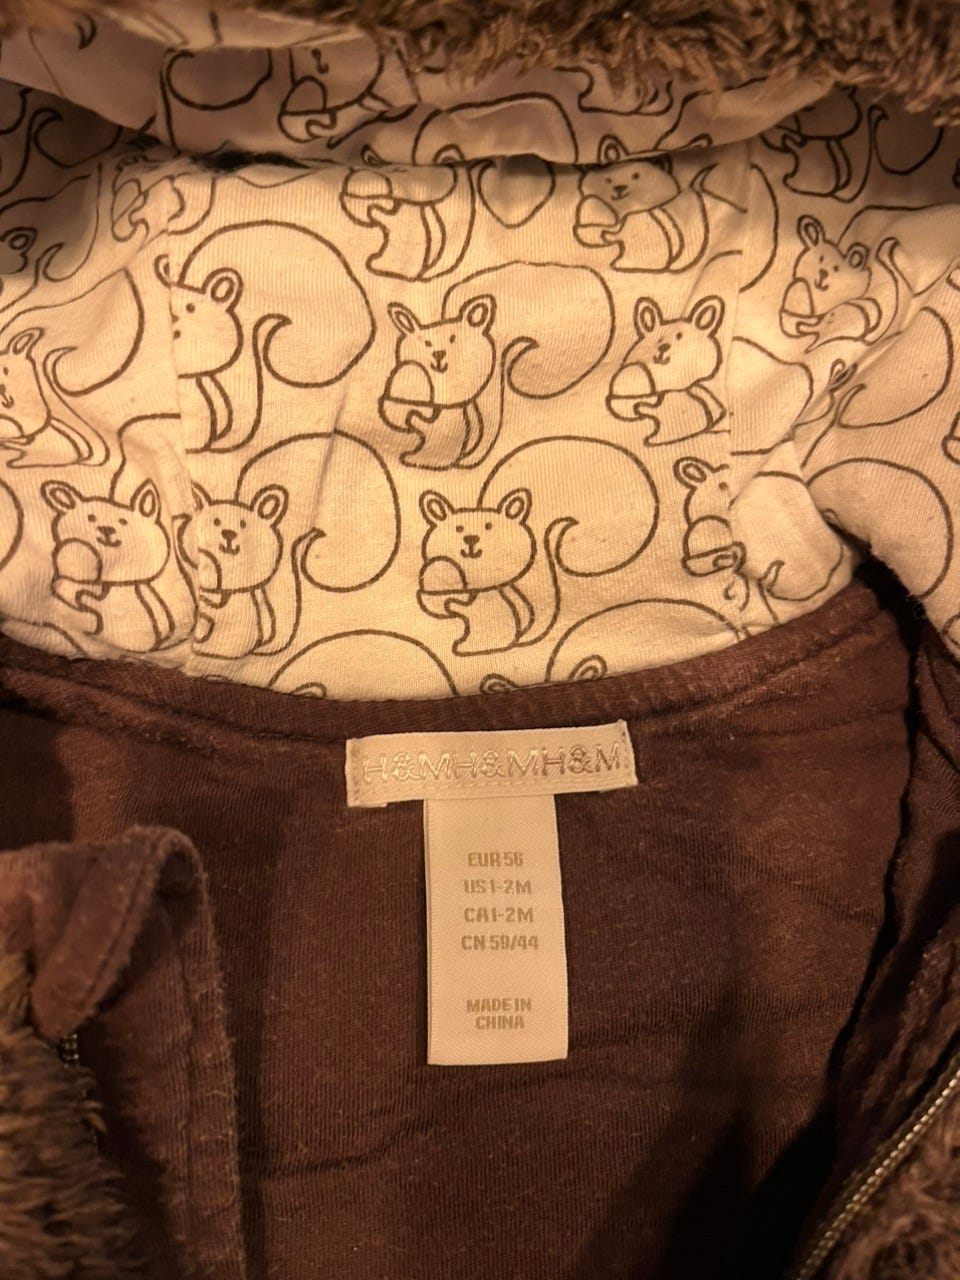 H&MH&MH&M
EUR 56
US 1-2M
CA 1-2M
CN 59/44
MADE IN
CHINA